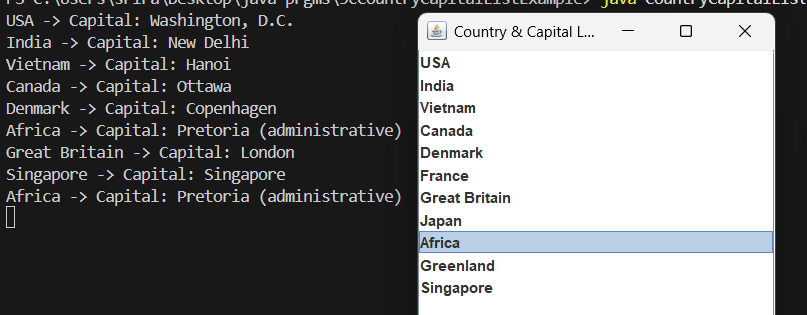 PS C:\Users\srira\Desktop\java prgms\5ccountryCapitalListExample> java CountryCapitalList
USA -> Capital: Washington, D.C.
India -> Capital: New Delhi
Vietnam -> Capital: Hanoi
Canada -> Capital: Ottawa
Denmark -> Capital: Copenhagen
Africa -> Capital: Pretoria (administrative)
Great Britain -> Capital: London
Singapore -> Capital: Singapore
Africa -> Capital: Pretoria (administrative)
Country & Capital L...
USA
India
Vietnam
Canada
Denmark
France
Great Britain
Japan
Africa
Greenland
Singapore